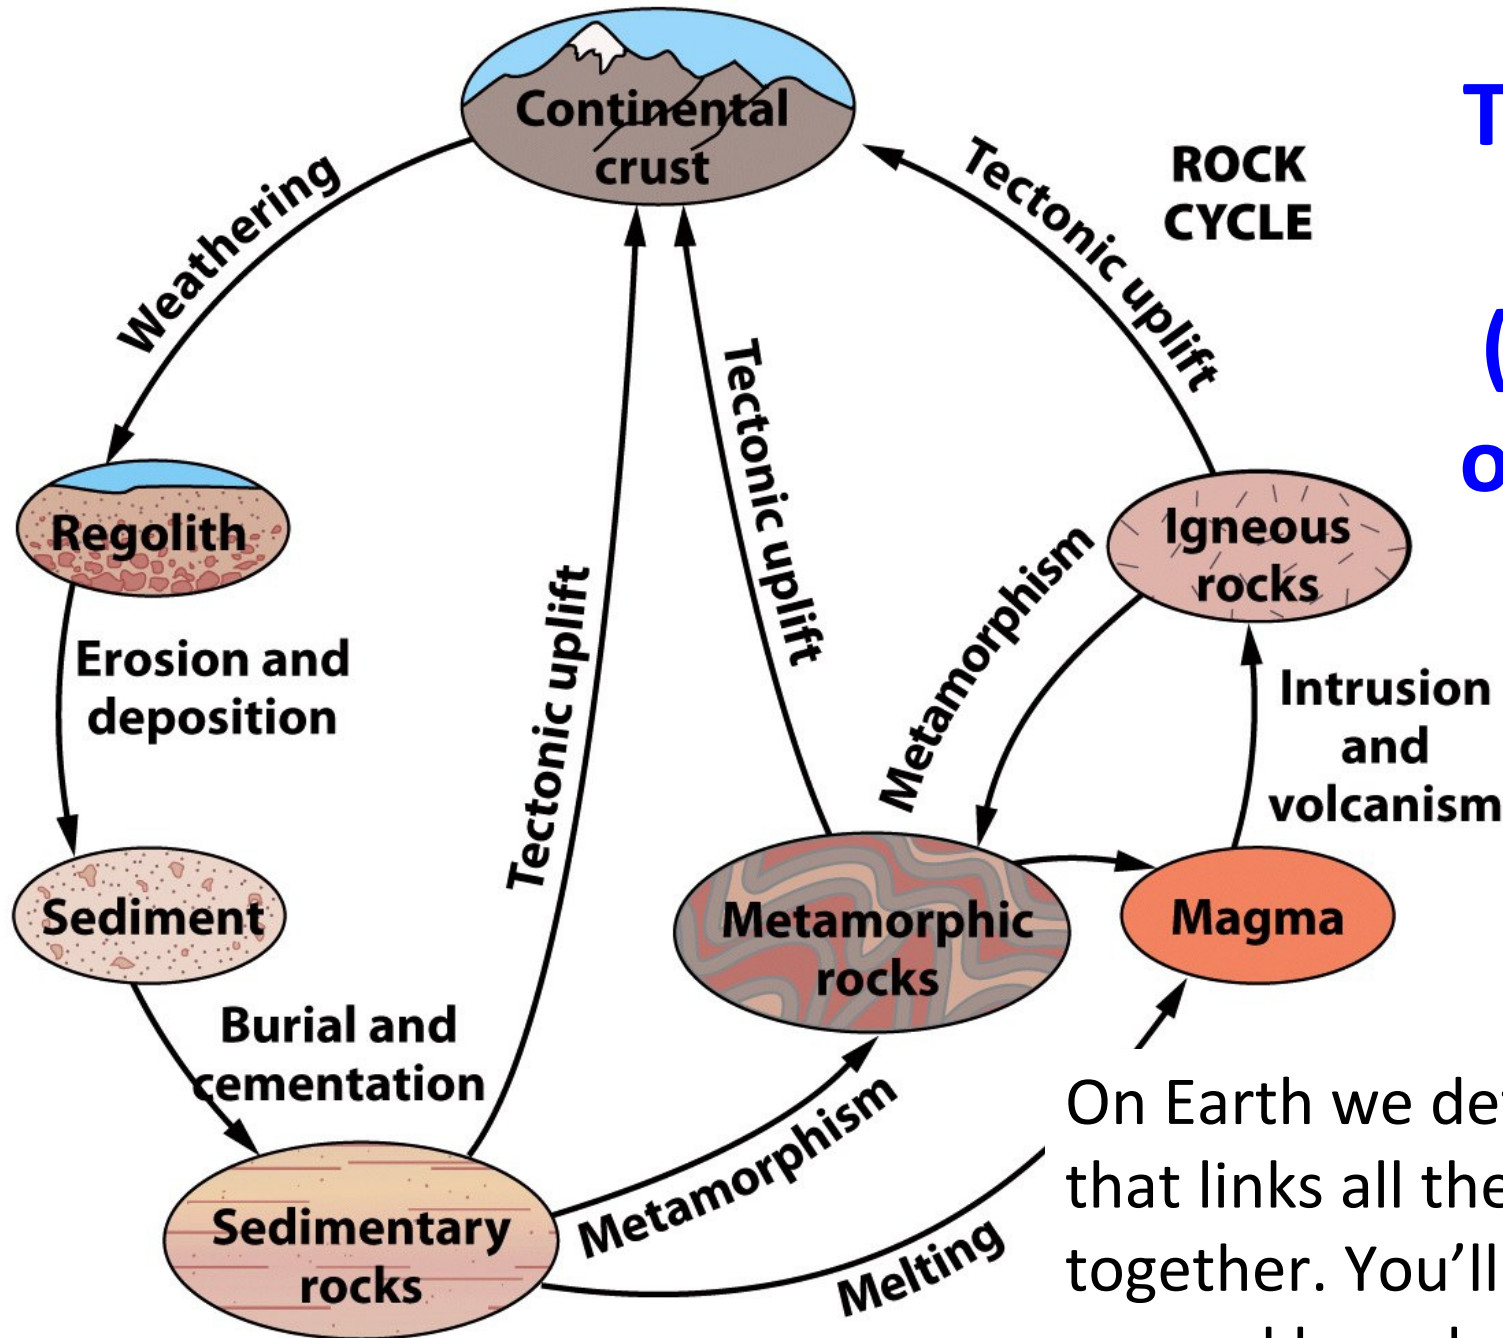 Continental
crust
ROCK
CYCLE
Weathering
Tectonic uplift
Tectonic uplift
Tectonic uplift
Regolith
Igneous
rocks
Erosion and
deposition
Metamorphism
Intrusion
and
volcanism
Sediment
Metamorphic
rocks
Magma
Burial and
cementation
Sedimentary
rocks
Metamorphism
Melting
T
(
o
On Earth we de
that links all the
together. You’ll